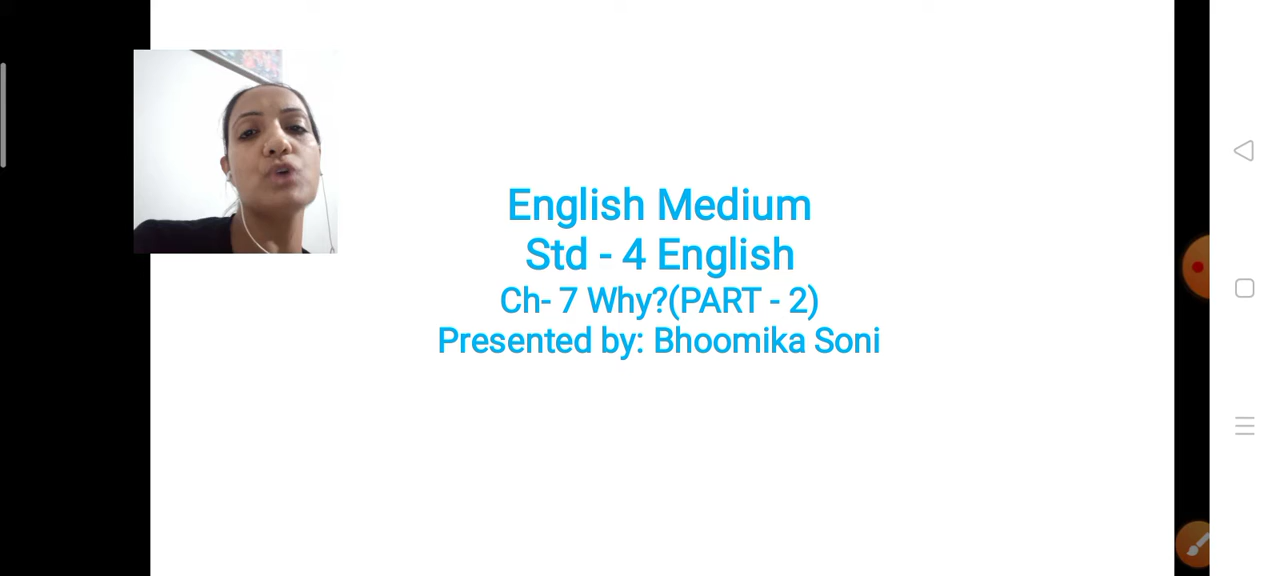 English Medium
Std - 4 English
Ch- 7 Why?(PART - 2)
Presented by: Bhoomika Soni